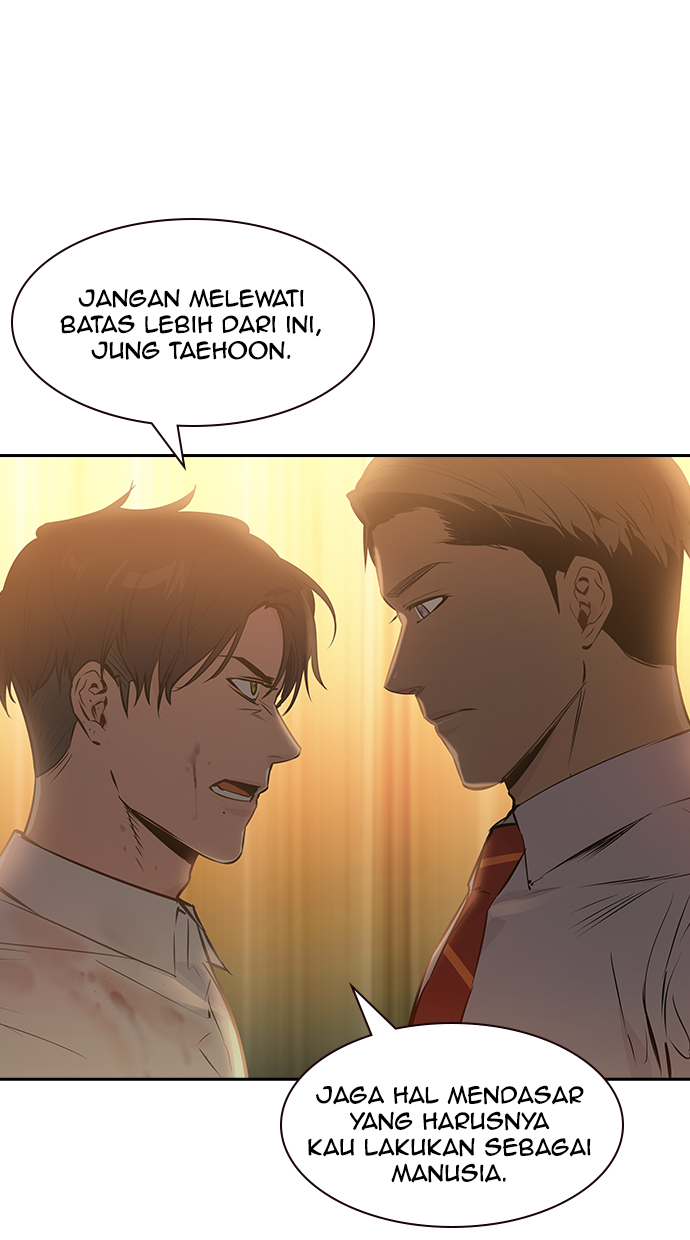 JANGAN MELEWATI
BATAS LEBIH DARI INI,
JUNG TAEHOON.
JAGA HAL MENDASAR
YANG HARUSNYA
KAU LAKUKAN SEBAGAI
MANUSIA.